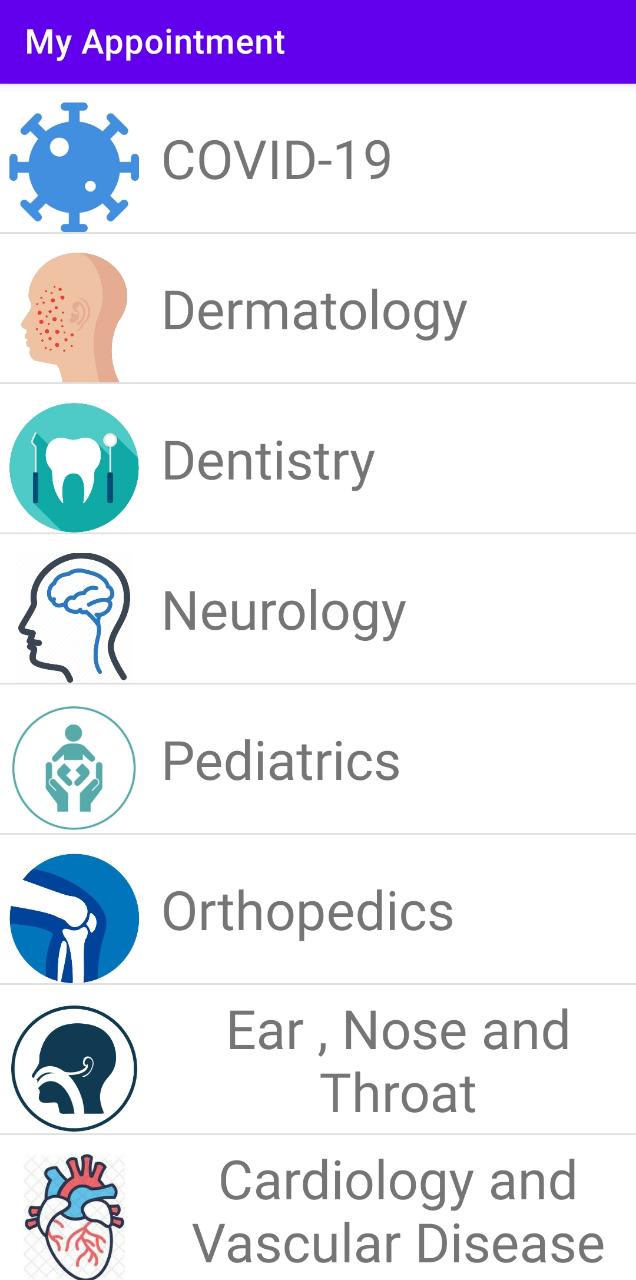 My Appointment
COVID-19
Dermatology
Dentistry
Neurology
Pediatrics
Orthopedics
Ear , Nose and
Throat
Cardiology and
Vascular Disease